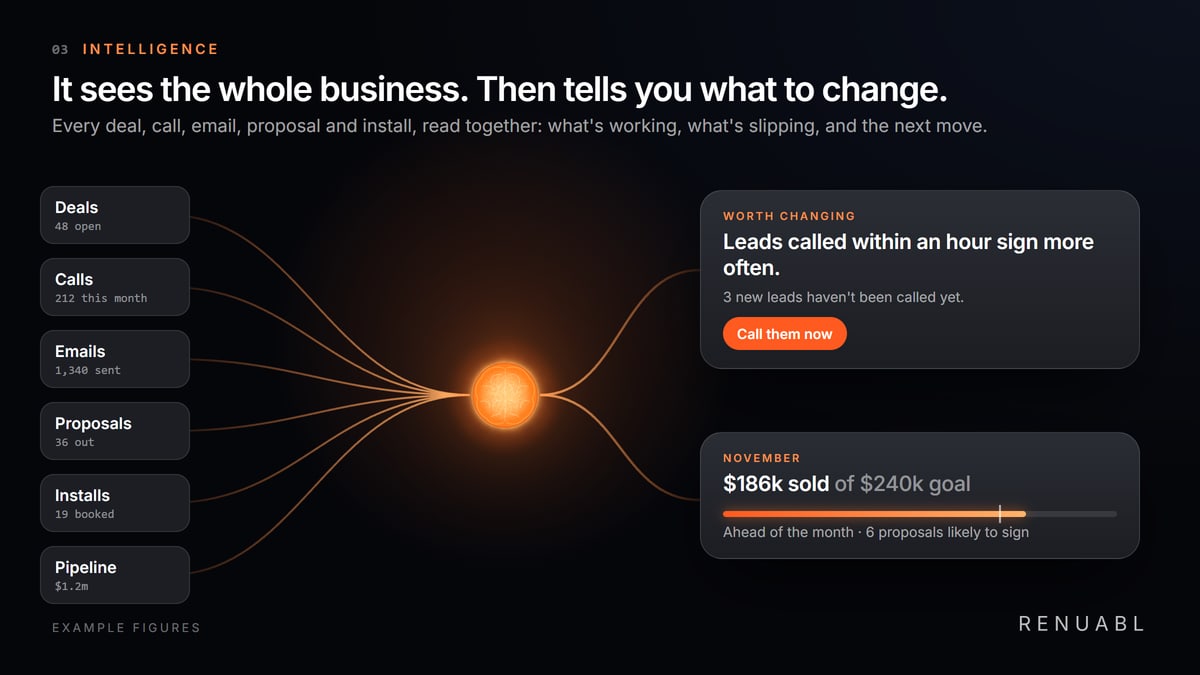 03 INTELLIGENCE
It sees the whole business. Then tells you what to change.
Every deal, call, email, proposal and install, read together: what's working, what's slipping, and the next move.
Deals
48 open
Calls
212 this month
Emails
1,340 sent
Proposals
36 out
Installs
19 booked
Pipeline
$1.2m
EXAMPLE FIGURES
WORTH CHANGING
Leads called within an hour sign more
often.
3 new leads haven't been called yet.
Call them now
NOVEMBER
$186k sold of $240k goal
Ahead of the month · 6 proposals likely to sign
RENUABL